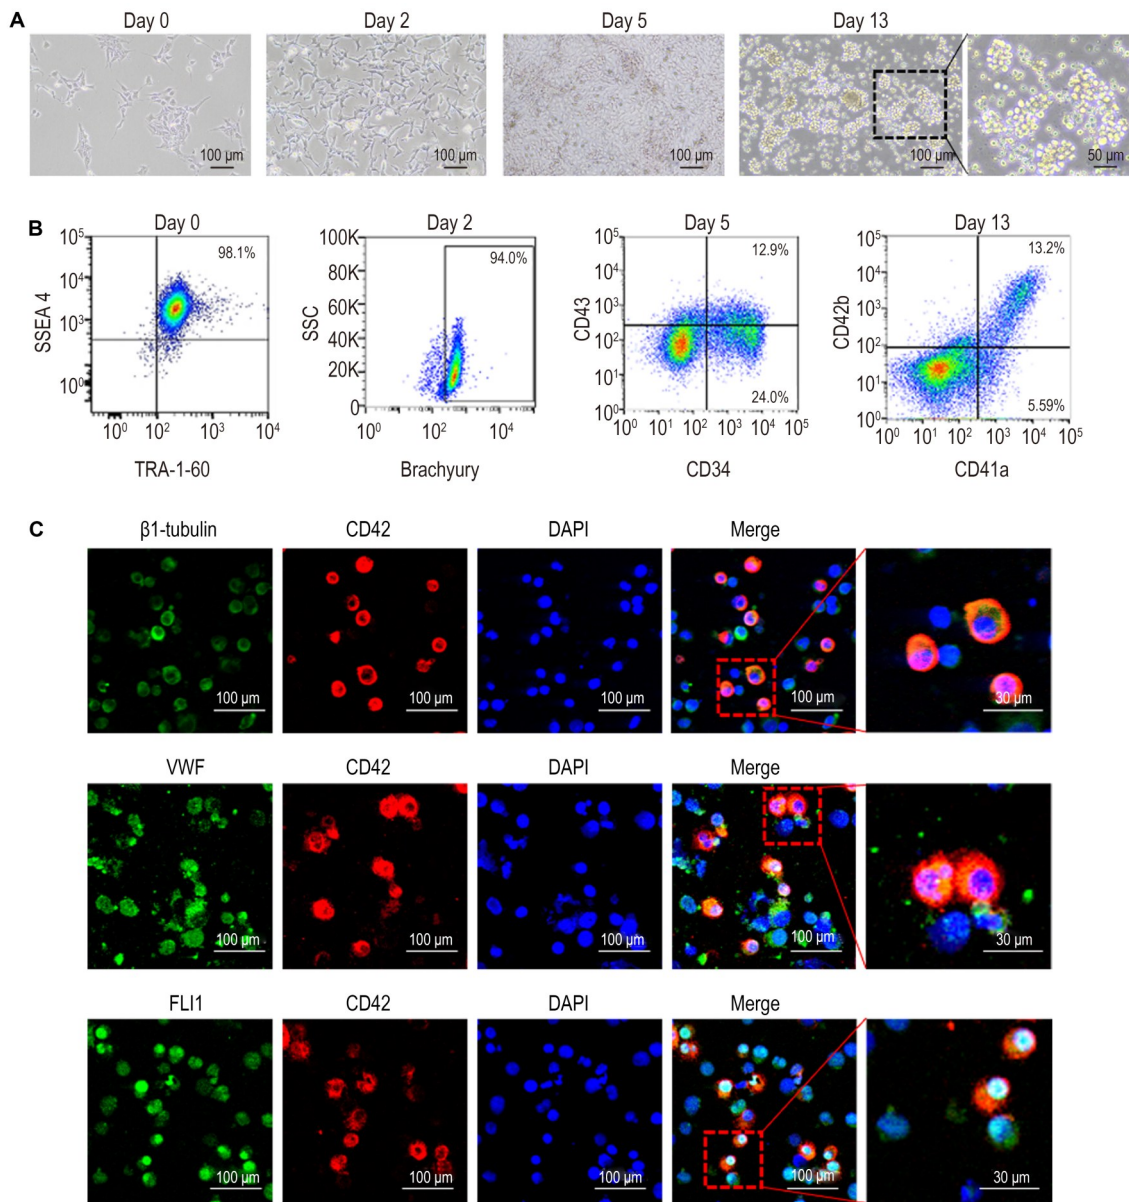 A
Day 0
Day 2
Day 5
Day 13
100 µm
100 µm
100 µm
100 µm
50 µm
B
Day 0
Day 2
Day 5
Day 13
10⁵
10⁴
10³
10⁰
SSEA 4
98.1%
10⁰ 10² 10³ 10⁴
TRA-1-60
100K
80K
60K
40K
20K
0
SSC
94.0%
10⁰ 10² 10⁴
Brachyury
10⁵
10⁴
10³
10²
10¹
10⁰
CD43
12.9%
24.0%
10⁰ 10¹ 10² 10³ 10⁴ 10⁵
CD34
10⁵
10⁴
10³
10²
10¹
10⁰
CD42b
13.2%
5.59%
10⁰ 10¹ 10² 10³ 10⁴ 10⁵
CD41a
C
β1-tubulin
CD42
DAPI
Merge
100 µm
100 µm
100 µm
100 µm
30 µm
VWF
CD42
DAPI
Merge
100 µm
100 µm
100 µm
100 µm
30 µm
FLI1
CD42
DAPI
Merge
100 µm
100 µm
100 µm
100 µm
30 µm